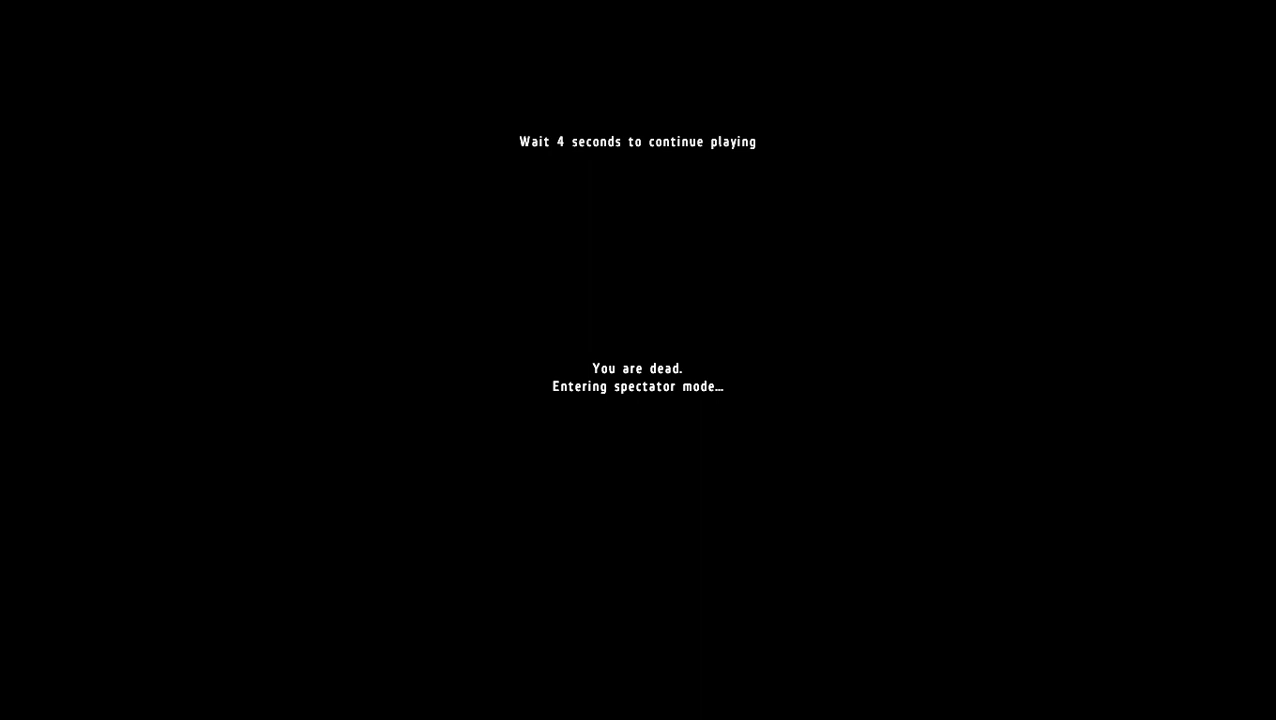 Wait 4 seconds to continue playing
You are dead.
Entering spectator mode…